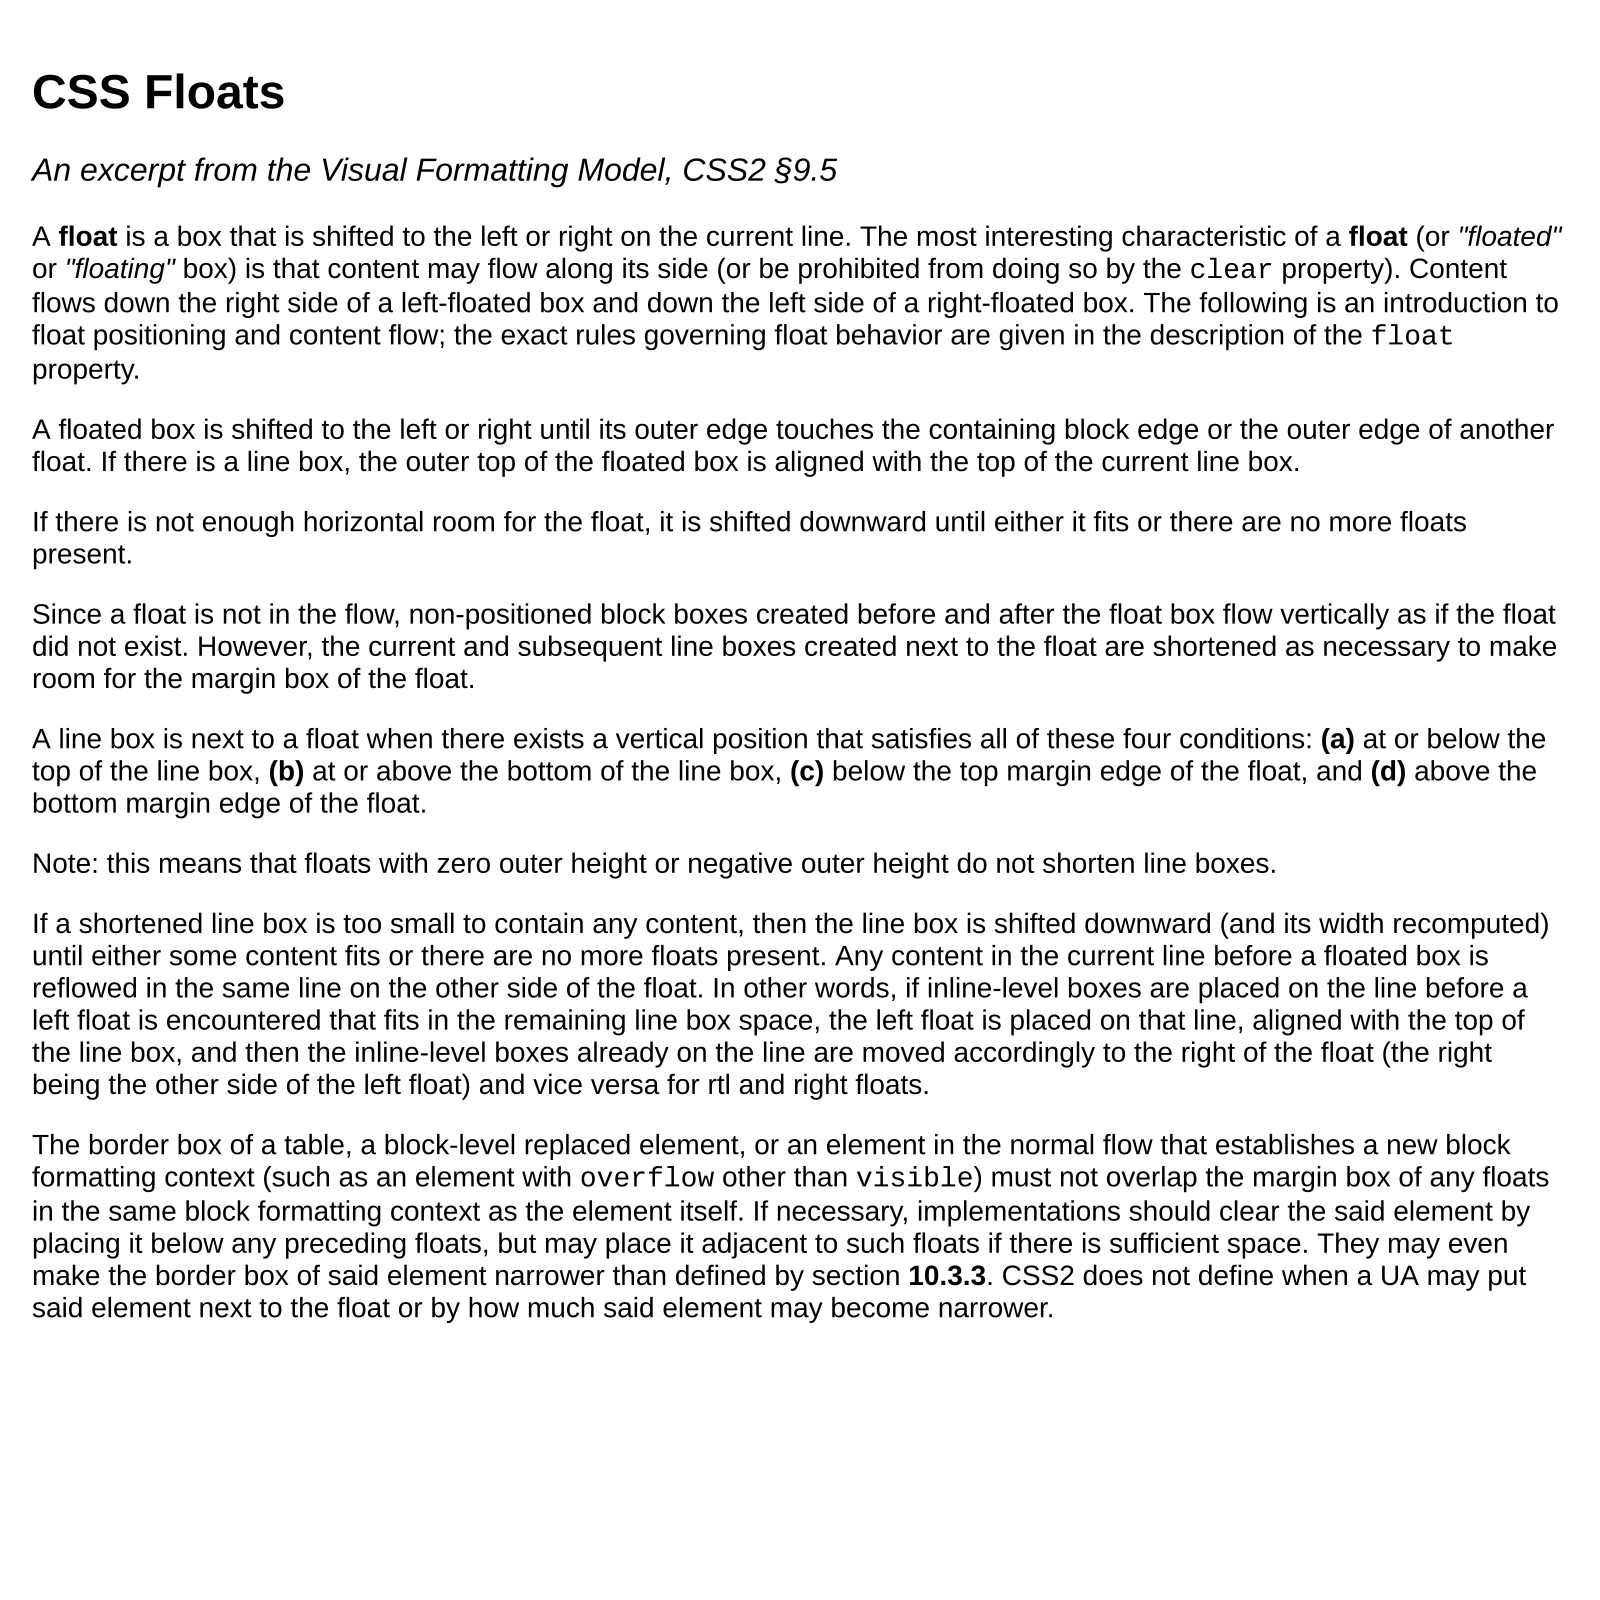 CSS Floats
An excerpt from the Visual Formatting Model, CSS2 §9.5
A float is a box that is shifted to the left or right on the current line. The most interesting characteristic of a float (or "floated"
or "floating" box) is that content may flow along its side (or be prohibited from doing so by the clear property). Content
flows down the right side of a left-floated box and down the left side of a right-floated box. The following is an introduction to
float positioning and content flow; the exact rules governing float behavior are given in the description of the float
property.
A floated box is shifted to the left or right until its outer edge touches the containing block edge or the outer edge of another
float. If there is a line box, the outer top of the floated box is aligned with the top of the current line box.
If there is not enough horizontal room for the float, it is shifted downward until either it fits or there are no more floats
present.
Since a float is not in the flow, non-positioned block boxes created before and after the float box flow vertically as if the float
did not exist. However, the current and subsequent line boxes created next to the float are shortened as necessary to make
room for the margin box of the float.
A line box is next to a float when there exists a vertical position that satisfies all of these four conditions: (a) at or below the
top of the line box, (b) at or above the bottom of the line box, (c) below the top margin edge of the float, and (d) above the
bottom margin edge of the float.
Note: this means that floats with zero outer height or negative outer height do not shorten line boxes.
If a shortened line box is too small to contain any content, then the line box is shifted downward (and its width recomputed)
until either some content fits or there are no more floats present. Any content in the current line before a floated box is
reflowed in the same line on the other side of the float. In other words, if inline-level boxes are placed on the line before a
left float is encountered that fits in the remaining line box space, the left float is placed on that line, aligned with the top of
the line box, and then the inline-level boxes already on the line are moved accordingly to the right of the float (the right
being the other side of the left float) and vice versa for rtl and right floats.
The border box of a table, a block-level replaced element, or an element in the normal flow that establishes a new block
formatting context (such as an element with overflow other than visible) must not overlap the margin box of any floats
in the same block formatting context as the element itself. If necessary, implementations should clear the said element by
placing it below any preceding floats, but may place it adjacent to such floats if there is sufficient space. They may even
make the border box of said element narrower than defined by section 10.3.3. CSS2 does not define when a UA may put
said element next to the float or by how much said element may become narrower.